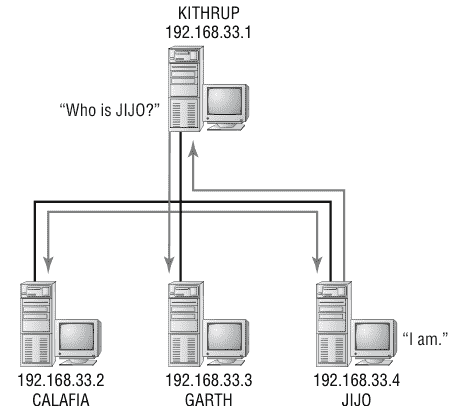 KITHRUP
192.168.33.1
“Who is JIJO?”
“I am.”
192.168.33.2
CALAFIA
192.168.33.3
GARTH
192.168.33.4
JIJO